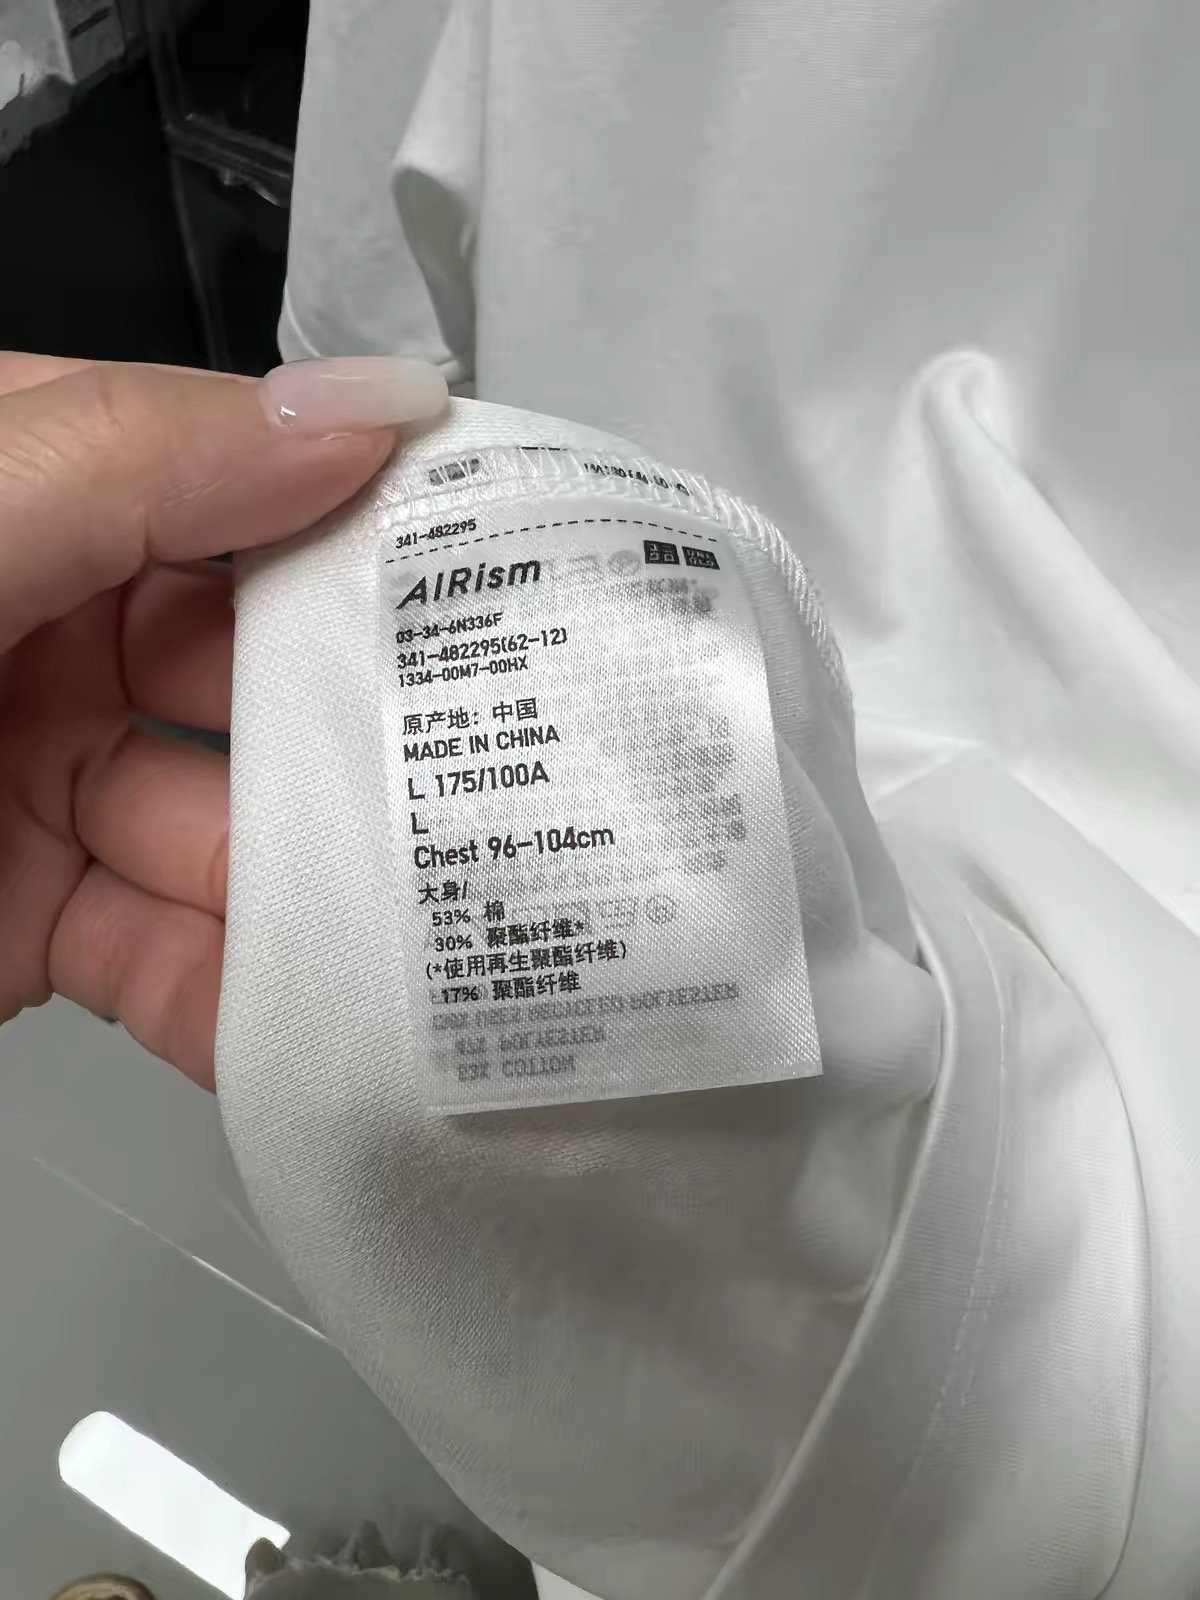 341-482295
AIRism
UNI
QLO
03-34-6N336F
341-482295(62-12)
1334-00M7-00HX
原产地：中国
MADE IN CHINA
L 175/100A
L
Chest 96-104cm
大身/
53% 棉
30% 聚酯纤维*
(*使用再生聚酯纤维)
17% 聚酯纤维